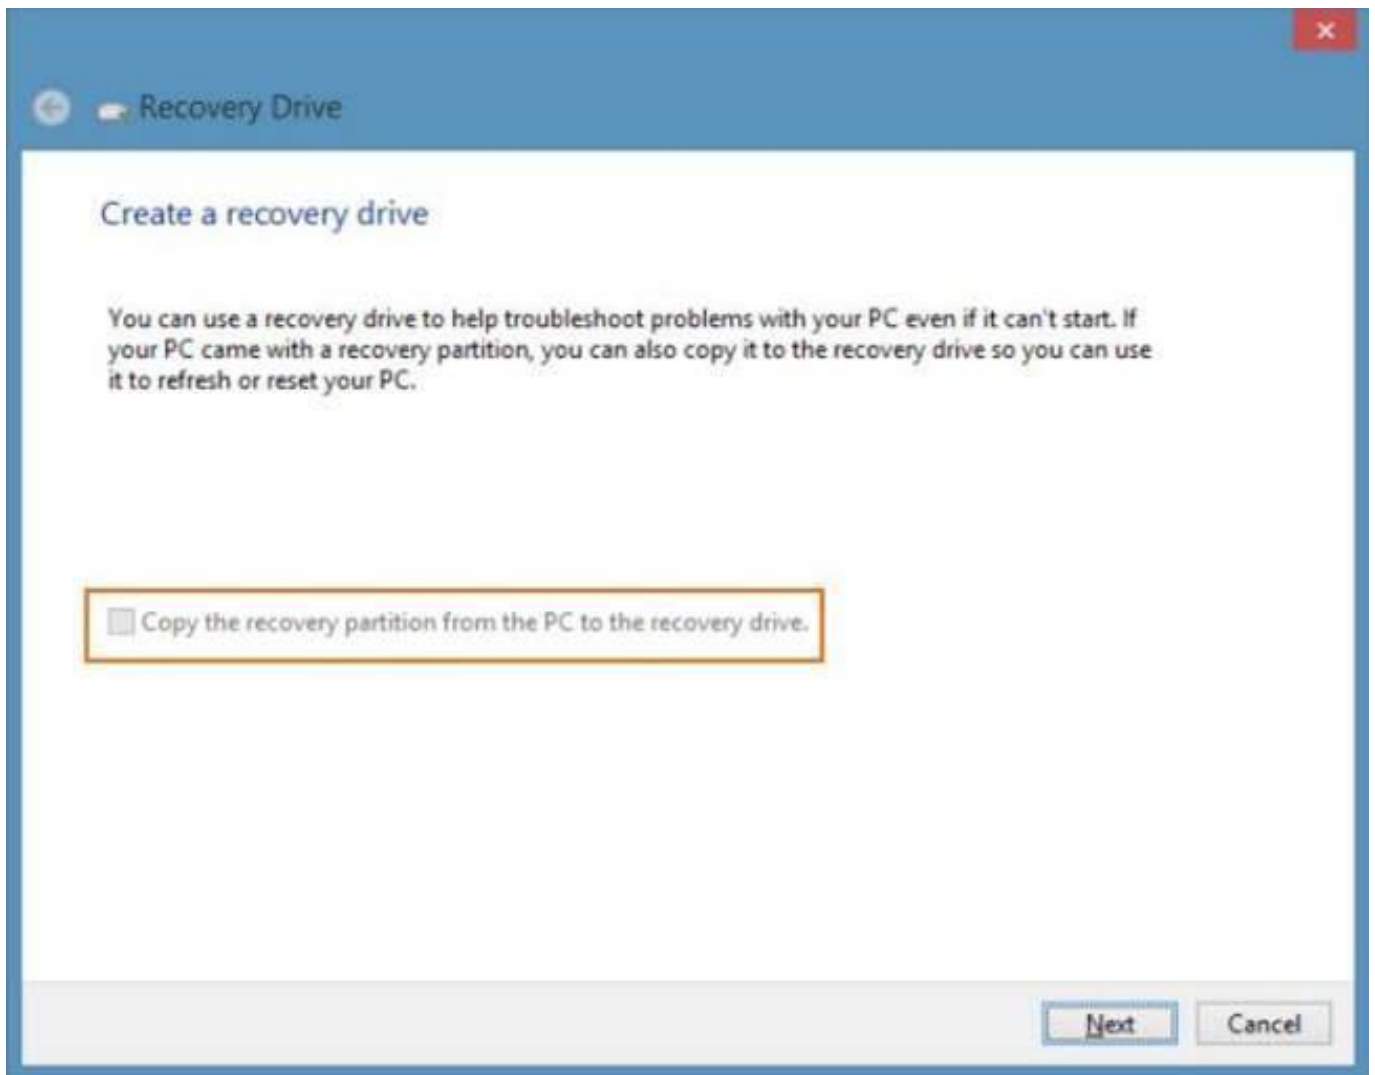 Recovery Drive
Create a recovery drive
You can use a recovery drive to help troubleshoot problems with your PC even if it can't start. If
your PC came with a recovery partition, you can also copy it to the recovery drive so you can use
it to refresh or reset your PC.
Copy the recovery partition from the PC to the recovery drive.
Next Cancel